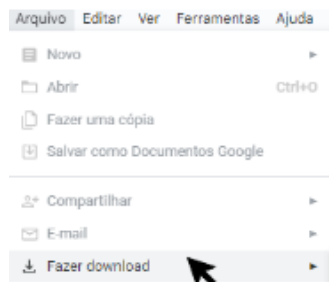 Arquivo Editar Ver Ferramentas Ajuda
Novo
Abrir Ctrl+O
Fazer uma cópia
Salvar como Documentos Google
Compartilhar
E-mail
Fazer download